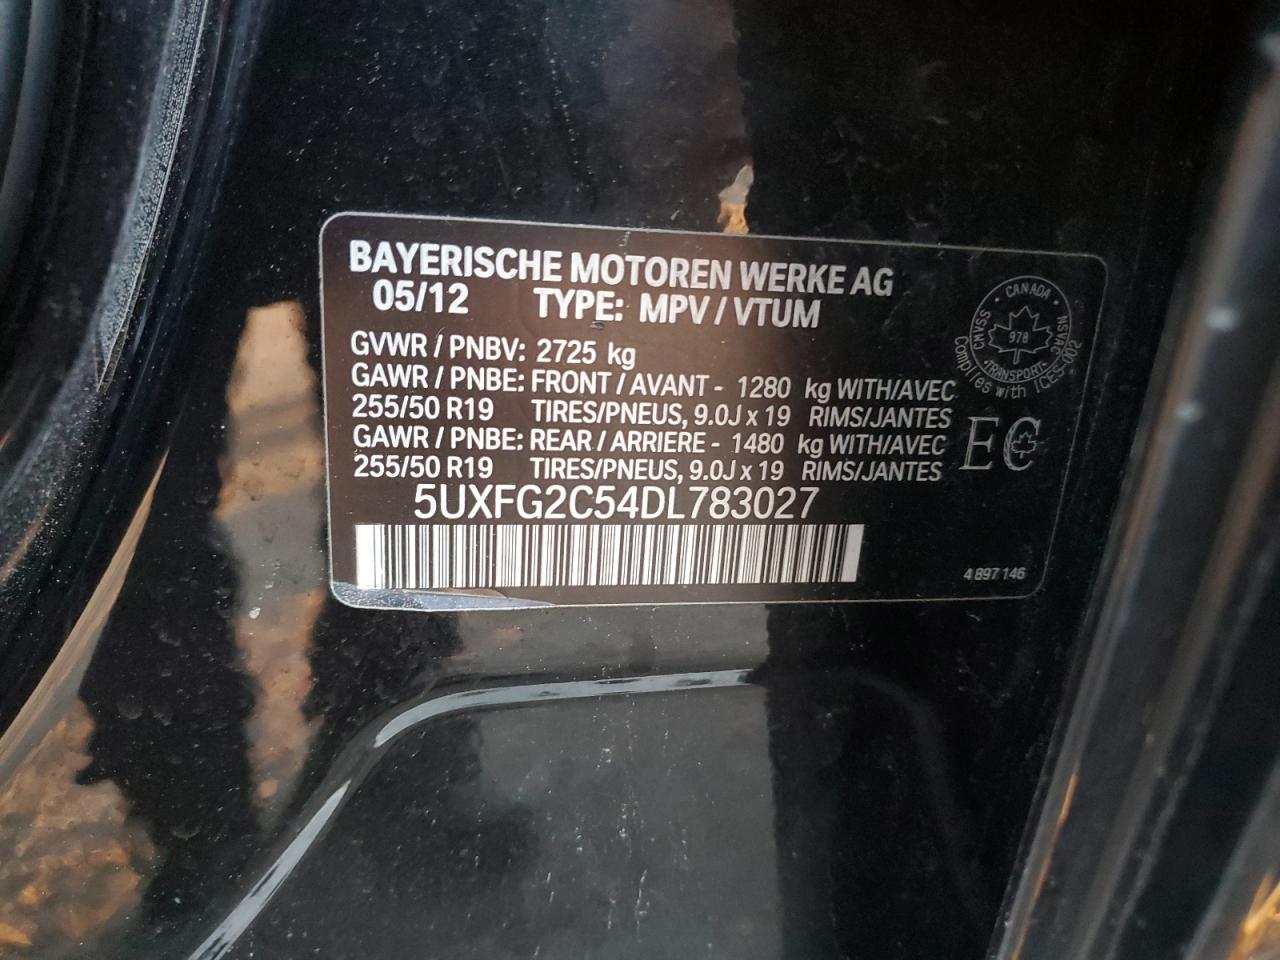 BAYERISCHE MOTOREN WERKE AG
05/12 TYPE: MPV / VTUM
GVWR / PNBV: 2725 kg
GAWR / PNBE: FRONT / AVANT - 1280 kg WITH/AVEC
255/50 R19 TIRES/PNEUS, 9.0J x 19 RIMS/JANTES
GAWR / PNBE: REAR / ARRIERE - 1480 kg WITH/AVEC
255/50 R19 TIRES/PNEUS, 9.0J x 19 RIMS/JANTES
5UXFG2C54DL783027
CANADA
CMVSS
NSVAC
978
TRANSPORT
Complies with ICES-002
EC
4 897 146